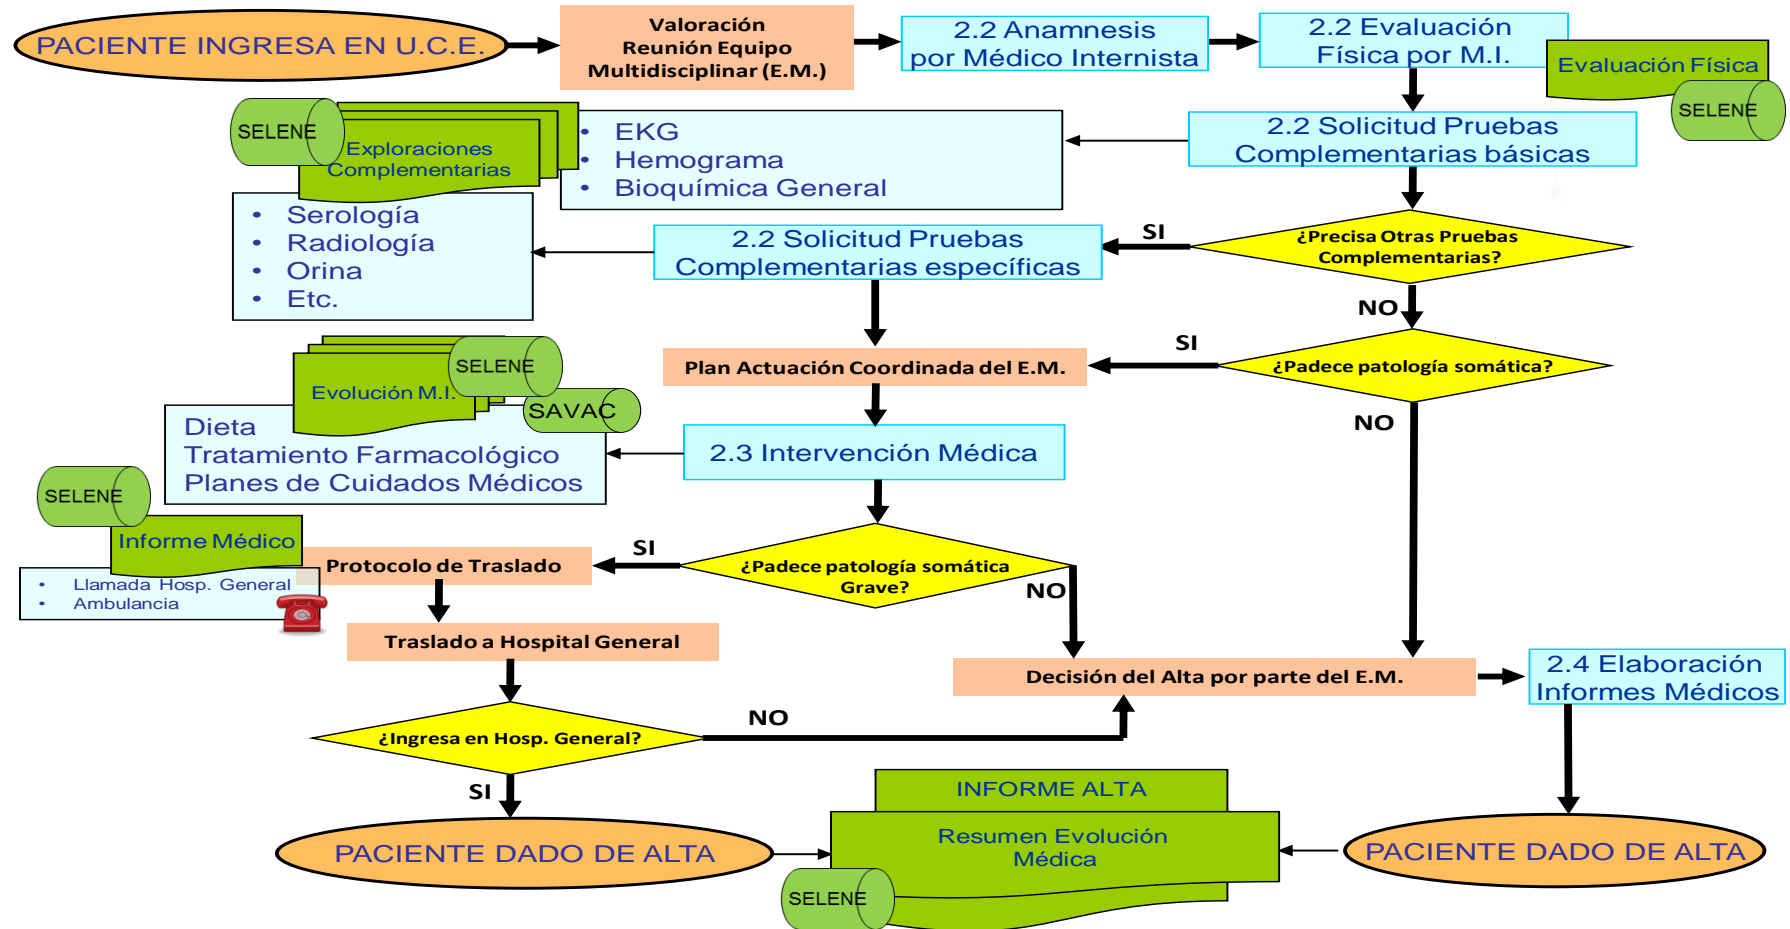 PACIENTE INGRESA EN U.C.E.
Valoración
Reunión Equipo
Multidisciplinar (E.M.)
2.2 Anamnesis
por Médico Internista
2.2 Evaluación
Física por M.I.
Evaluación Física
SELENE
SELENE
Exploraciones
Complementarias
• EKG
• Hemograma
• Bioquímica General
2.2 Solicitud Pruebas
Complementarias básicas
• Serología
• Radiología
• Orina
• Etc.
2.2 Solicitud Pruebas
Complementarias específicas
SI
¿Precisa Otras Pruebas
Complementarias?
NO
SELENE
Evolución M.I.
SAVAC
Plan Actuación Coordinada del E.M.
SI
¿Padece patología somática?
NO
Dieta
Tratamiento Farmacológico
Planes de Cuidados Médicos
2.3 Intervención Médica
SELENE
Informe Médico
• Llamada Hosp. General
• Ambulancia
Protocolo de Traslado
SI
¿Padece patología somática
Grave?
NO
Traslado a Hospital General
Decisión del Alta por parte del E.M.
2.4 Elaboración
Informes Médicos
¿Ingresa en Hosp. General?
NO
SI
INFORME ALTA
Resumen Evolución
Médica
SELENE
PACIENTE DADO DE ALTA
PACIENTE DADO DE ALTA